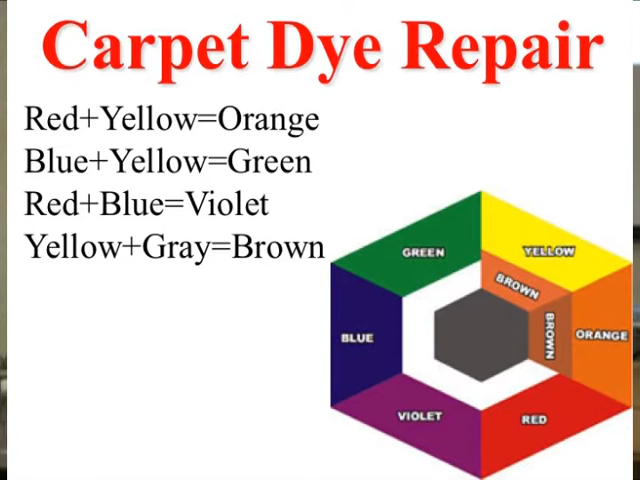 Carpet Dye Repair
Red+Yellow=Orange
Blue+Yellow=Green
Red+Blue=Violet
Yellow+Gray=Brown
GREEN
YELLOW
BROWN
BLUE
BROWN
ORANGE
VIOLET
RED